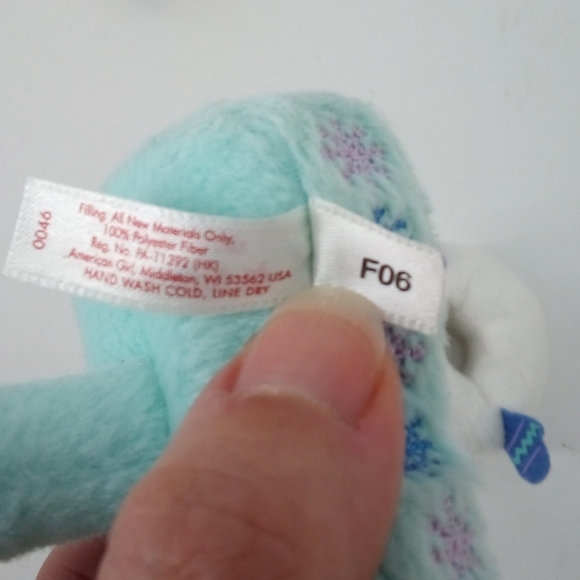 0046
Filling: All New Materials Only,
100% Polyester Fiber
Reg. No. PA-11392 (HK)
American Girl, Middleton, WI 53562 USA
HAND WASH COLD, LINE DRY
F06